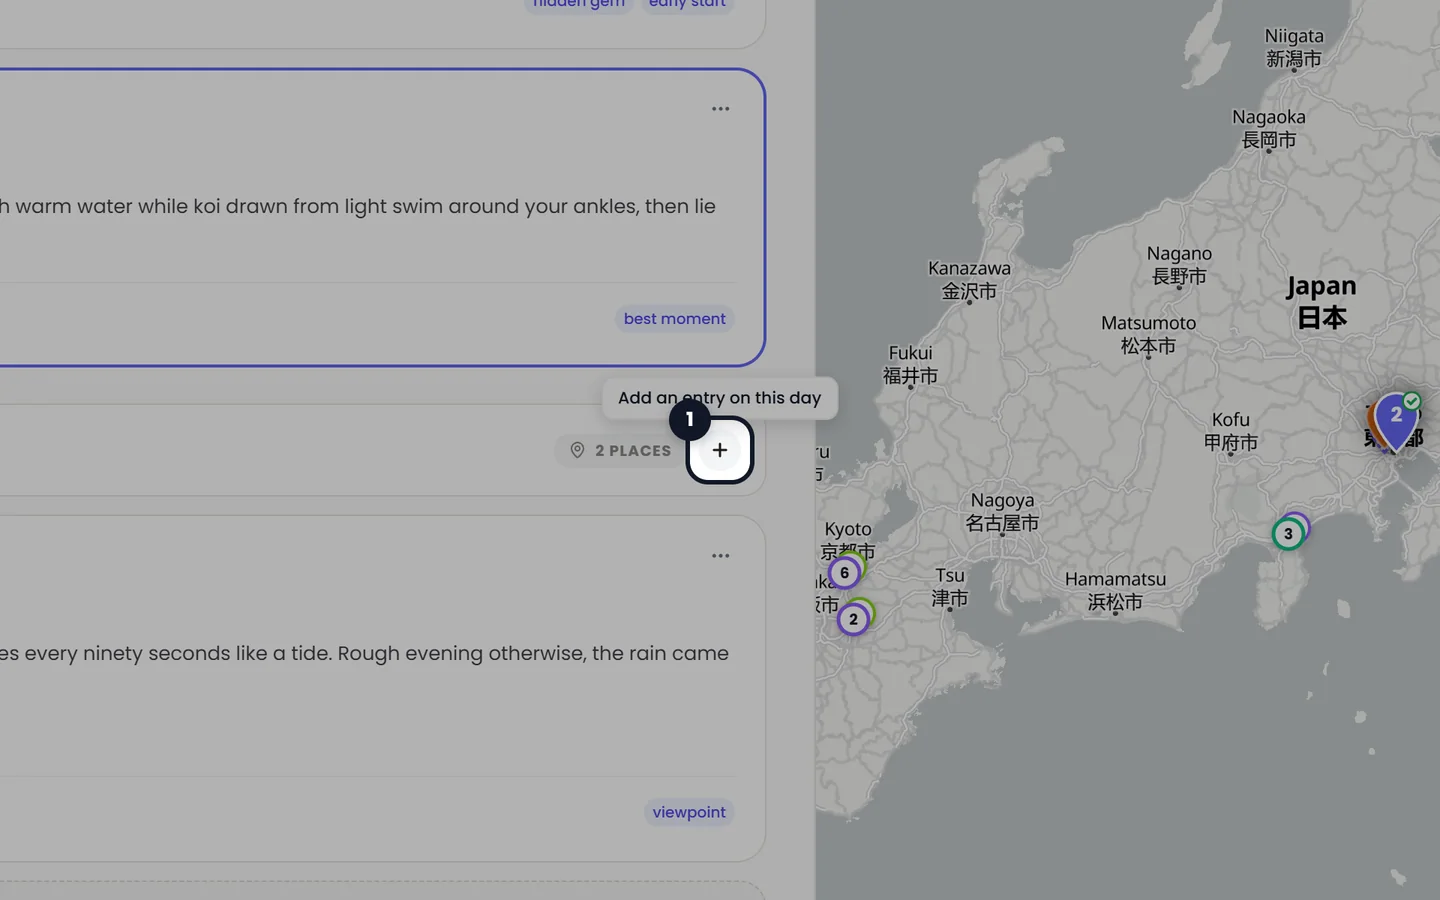 hidden gem
early start
h warm water while koi drawn from light swim around your ankles, then lie
best moment
Add an entry on this day
1
2 PLACES
es every ninety seconds like a tide. Rough evening otherwise, the rain came
viewpoint
Niigata
新潟市
Nagaoka
長岡市
Nagano
長野市
Kanazawa
金沢市
Japan
日本
Matsumoto
松本市
Fukui
福井市
Kofu
甲府市
2
Nagoya
名古屋市
Kyoto
京都市
3
6
Tsu
津市
Hamamatsu
浜松市
2